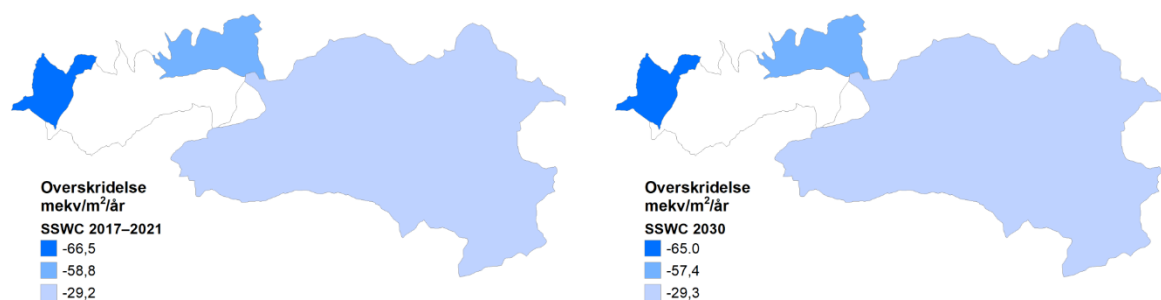 Overskridelse
mekv/m²/år
SSWC 2017–2021
-66,5
-58,8
-29,2
Overskridelse
mekv/m²/år
SSWC 2030
-65.0
-57,4
-29,3